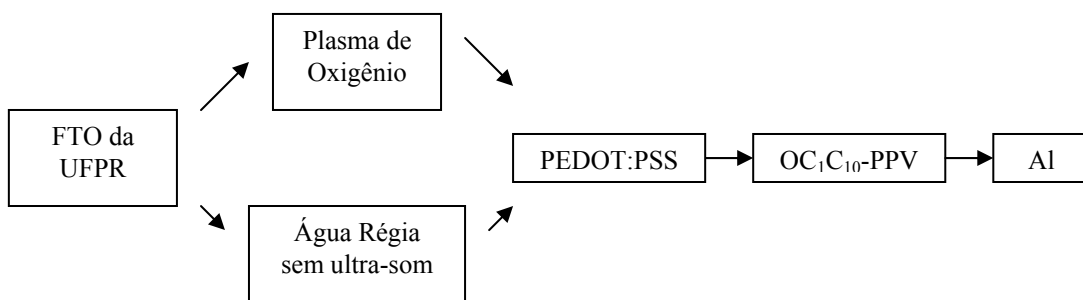 Plasma de
Oxigênio
FTO da
UFPR
PEDOT:PSS
OC₁C₁₀-PPV
Al
Água Régia
sem ultra-som